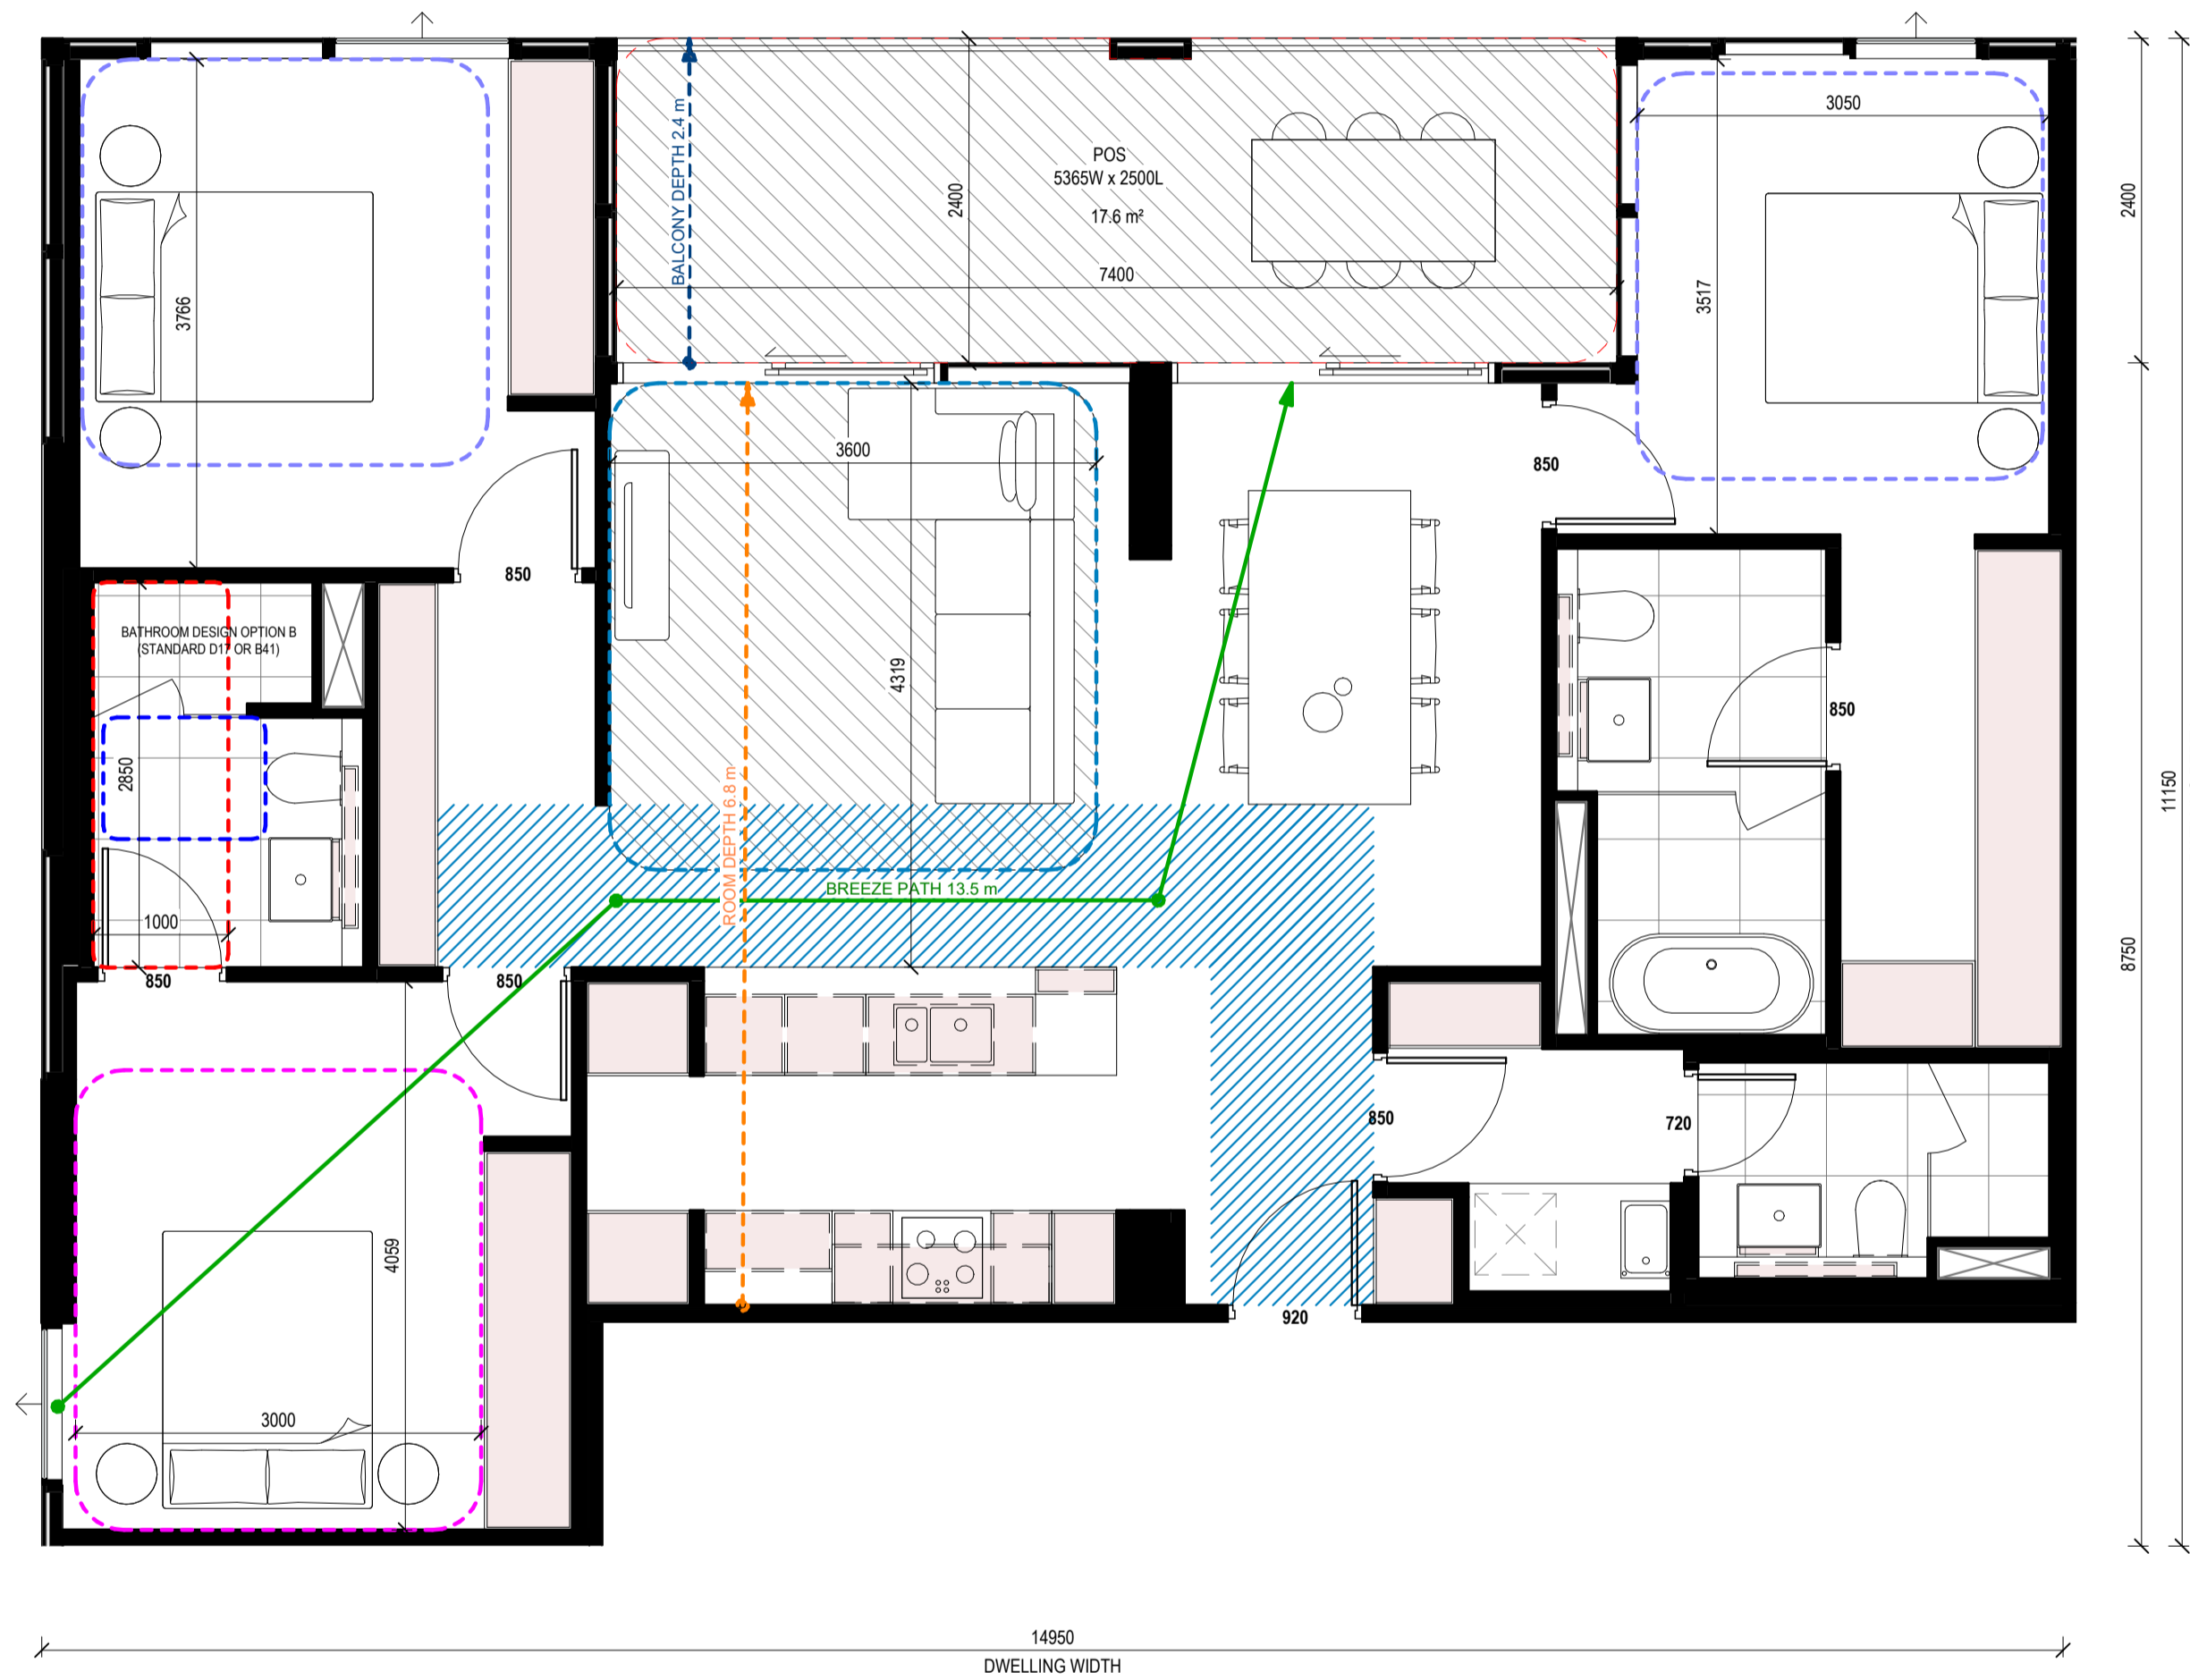 3050
BALCONY DEPTH 2.4 m
POS
5365W x 2500L
17.6 m²
2400
2400
7400
3766
3517
3600
850
850
BATHROOM DESIGN OPTION B
(STANDARD D17 OR B41)
4319
850
2850
ROOM DEPTH 6.8 m
11150
BREEZE PATH 13.5 m
1000
8750
850
850
850
720
4059
920
3000
14950
DWELLING WIDTH